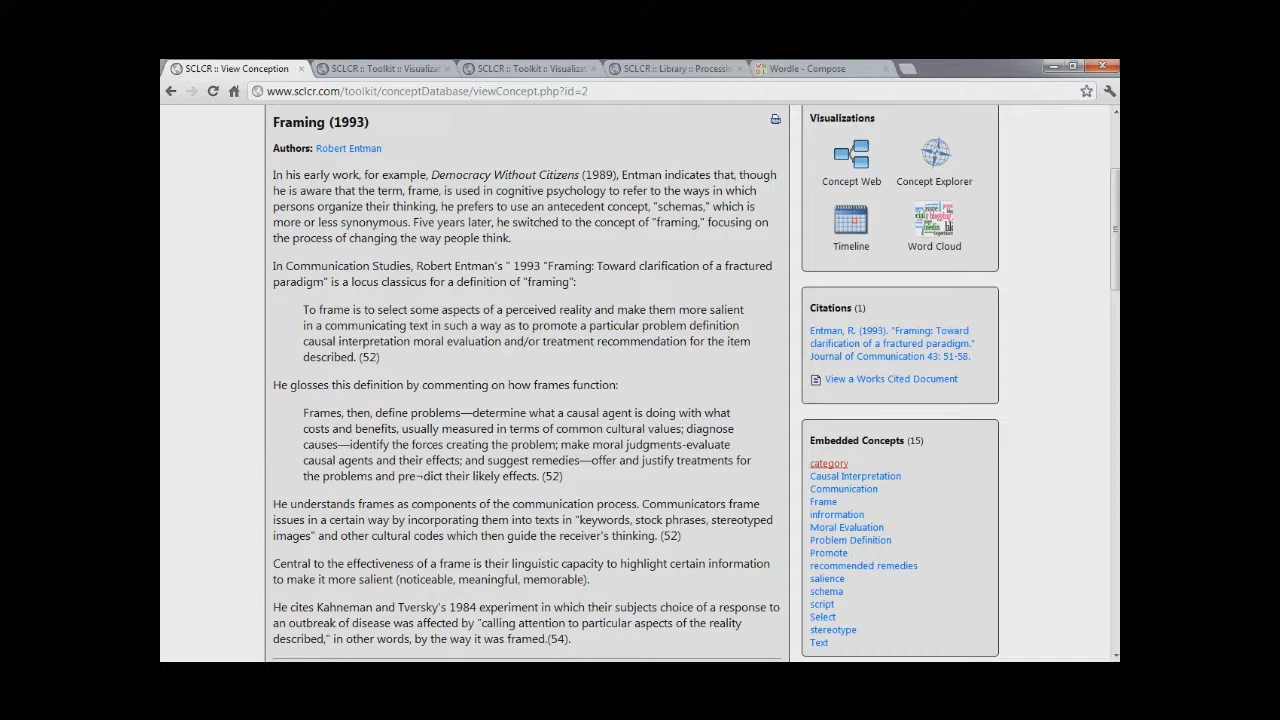 SCLCR :: View Conception
SCLCR :: Toolkit :: Visualizat
SCLCR :: Toolkit :: Visualizat
SCLCR :: Library :: Processin
Wordle - Compose
www.sclcr.com/toolkit/conceptDatabase/viewConcept.php?id=2
Framing (1993)
Authors: Robert Entman
In his early work, for example, Democracy Without Citizens (1989), Entman indicates that, though
he is aware that the term, frame, is used in cognitive psychology to refer to the ways in which
persons organize their thinking, he prefers to use an antecedent concept, "schemas," which is
more or less synonymous. Five years later, he switched to the concept of "framing," focusing on
the process of changing the way people think.
In Communication Studies, Robert Entman's " 1993 "Framing: Toward clarification of a fractured
paradigm" is a locus classicus for a definition of "framing":
To frame is to select some aspects of a perceived reality and make them more salient
in a communicating text in such a way as to promote a particular problem definition
causal interpretation moral evaluation and/or treatment recommendation for the item
described. (52)
He glosses this definition by commenting on how frames function:
Frames, then, define problems—determine what a causal agent is doing with what
costs and benefits, usually measured in terms of common cultural values; diagnose
causes—identify the forces creating the problem; make moral judgments-evaluate
causal agents and their effects; and suggest remedies—offer and justify treatments for
the problems and pre¬dict their likely effects. (52)
He understands frames as components of the communication process. Communicators frame
issues in a certain way by incorporating them into texts in "keywords, stock phrases, stereotyped
images" and other cultural codes which then guide the receiver's thinking. (52)
Central to the effectiveness of a frame is their linguistic capacity to highlight certain information
to make it more salient (noticeable, meaningful, memorable).
He cites Kahneman and Tversky's 1984 experiment in which their subjects choice of a response to
an outbreak of disease was affected by "calling attention to particular aspects of the reality
described," in other words, by the way it was framed.(54).
Visualizations
Concept Web
Concept Explorer
Timeline
Word Cloud
Citations (1)
Entman, R. (1993). "Framing: Toward
clarification of a fractured paradigm."
Journal of Communication 43: 51-58.
View a Works Cited Document
Embedded Concepts (15)
category
Causal Interpretation
Communication
Frame
infrormation
Moral Evaluation
Problem Definition
Promote
recommended remedies
salience
schema
script
Select
stereotype
Text